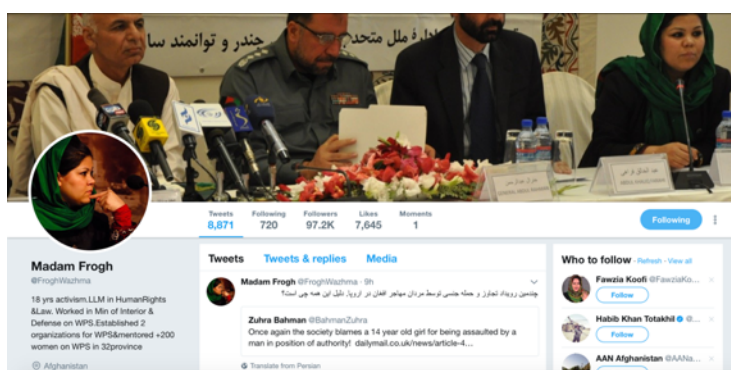 ادارهٔ ملل متحد
جندر و توانمند سا
ABDUL KHALIQ FARAHI
Tweets Following Followers Likes Moments
8,871 720 97.2K 7,645 1
Following
Madam Frogh
@FroghWazhma
18 yrs activism.LLM in HumanRights
&Law. Worked in Min of Interior &
Defense on WPS.Established 2
organizations for WPS&mentored +200
women on WPS in 32province
Afghanistan
Tweets Tweets & replies Media
Madam Frogh @FroghWazhma · 9h
چندمین رویداد تجاوز و حمله جنسی توسط مردان مهاجر افغان در اروپا. دلیل این همه چی است؟
Zuhra Bahman @BahmanZuhra
Once again the society blames a 14 year old girl for being assaulted by a
man in position of authority! dailymail.co.uk/news/article-4...
Translate from Persian
Who to follow · Refresh · View all
Fawzia Koofi @FawziaKo...
Follow
Habib Khan Totakhil @...
Follow
AAN Afghanistan @AANa...